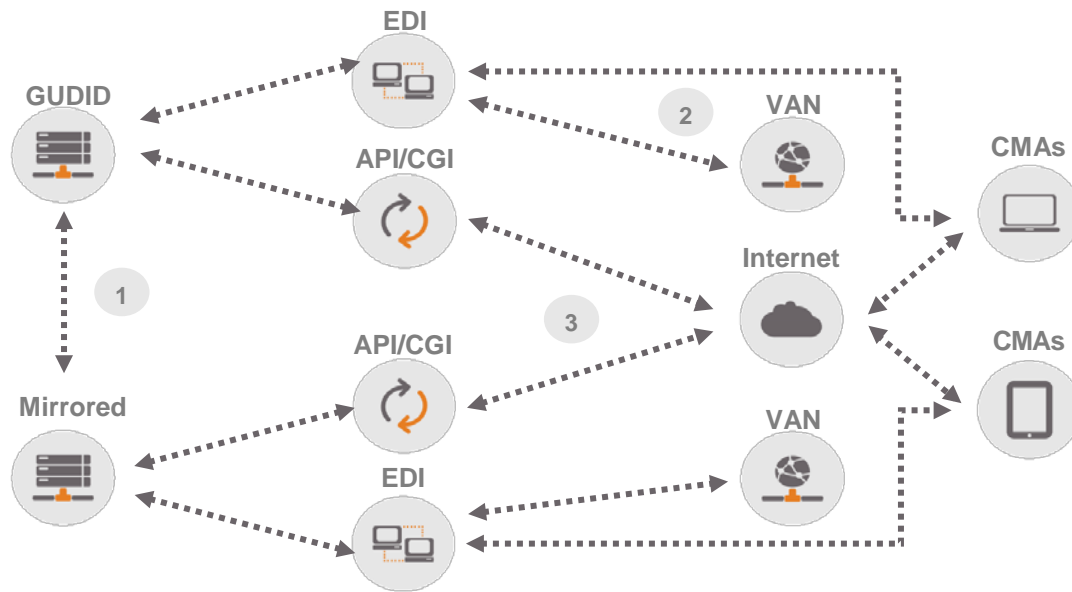 EDI
GUDID
2
VAN
API/CGI
CMAs
Internet
1
3
API/CGI
CMAs
Mirrored
VAN
EDI